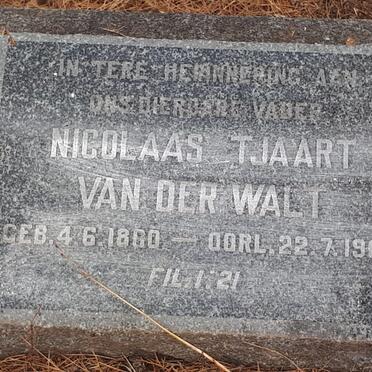 IN TERE HERINNERING AAN
ONS DIERBARE VADER
NICOLAAS TJAART
VAN DER WALT
GEB. 4.6.1880. — OORL. 22.7.19
FIL. 1:21